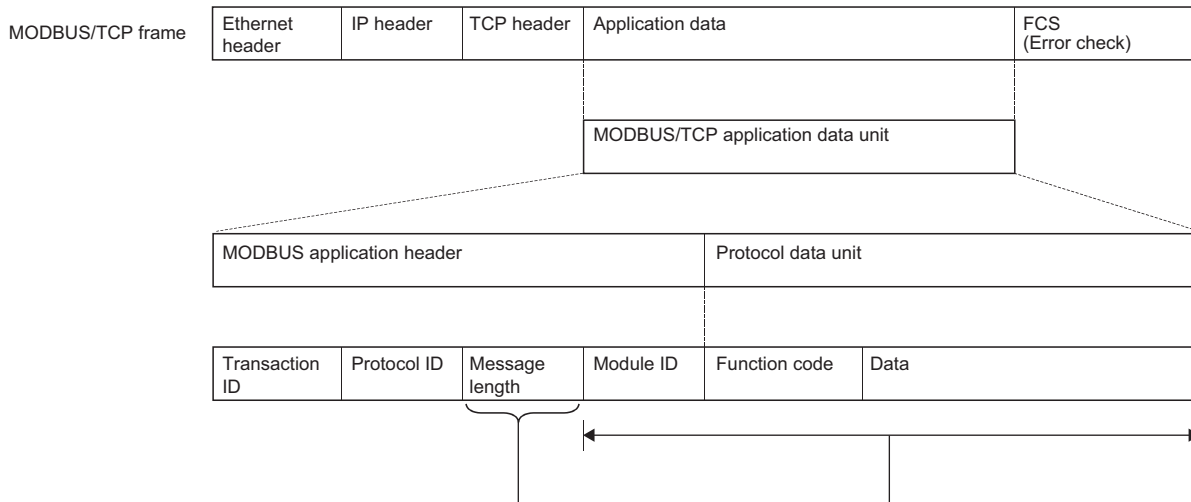 MODBUS/TCP frame
Ethernet
header
IP header
TCP header
Application data
FCS
(Error check)
MODBUS/TCP application data unit
MODBUS application header
Protocol data unit
Transaction
ID
Protocol ID
Message
length
Module ID
Function code
Data